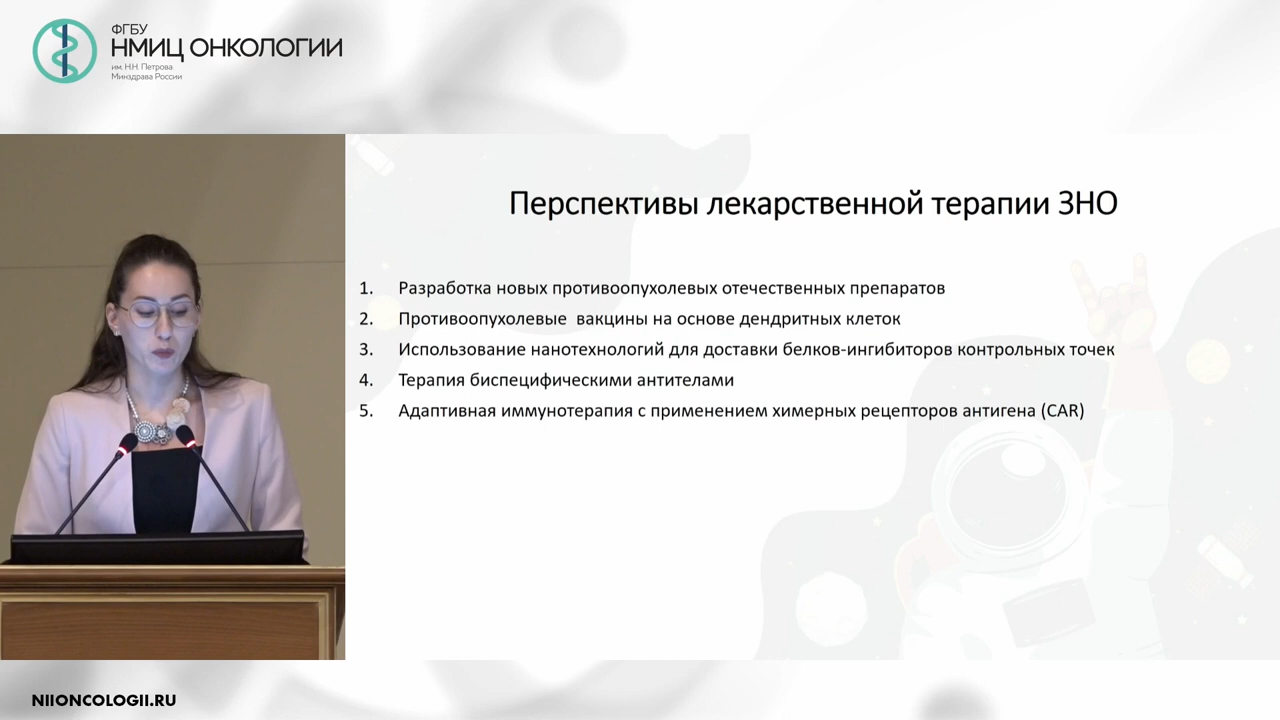 ФГБУ
НМИЦ ОНКОЛОГИИ
им. Н.Н. Петрова
Минздрава России
Перспективы лекарственной терапии ЗНО
1. Разработка новых противоопухолевых отечественных препаратов
2. Противоопухолевые вакцины на основе дендритных клеток
3. Использование нанотехнологий для доставки белков-ингибиторов контрольных точек
4. Терапия биспецифическими антителами
5. Адаптивная иммунотерапия с применением химерных рецепторов антигена (CAR)
NIIONCOLOGII.RU